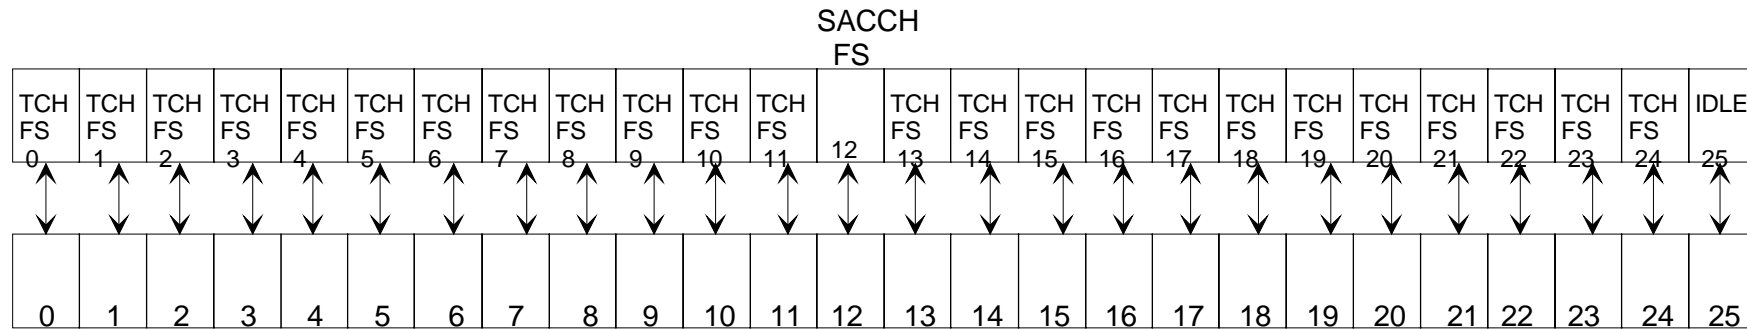 SACCH
FS
TCH TCH TCH TCH TCH TCH TCH TCH TCH TCH TCH TCH TCH TCH TCH TCH TCH TCH TCH TCH TCH TCH TCH TCH IDLE
FS FS FS FS FS FS FS FS FS FS FS FS FS FS FS FS FS FS FS FS FS FS FS FS
0 1 2 3 4 5 6 7 8 9 10 11 12 13 14 15 16 17 18 19 20 21 22 23 24 25
0 1 2 3 4 5 6 7 8 9 10 11 12 13 14 15 16 17 18 19 20 21 22 23 24 25